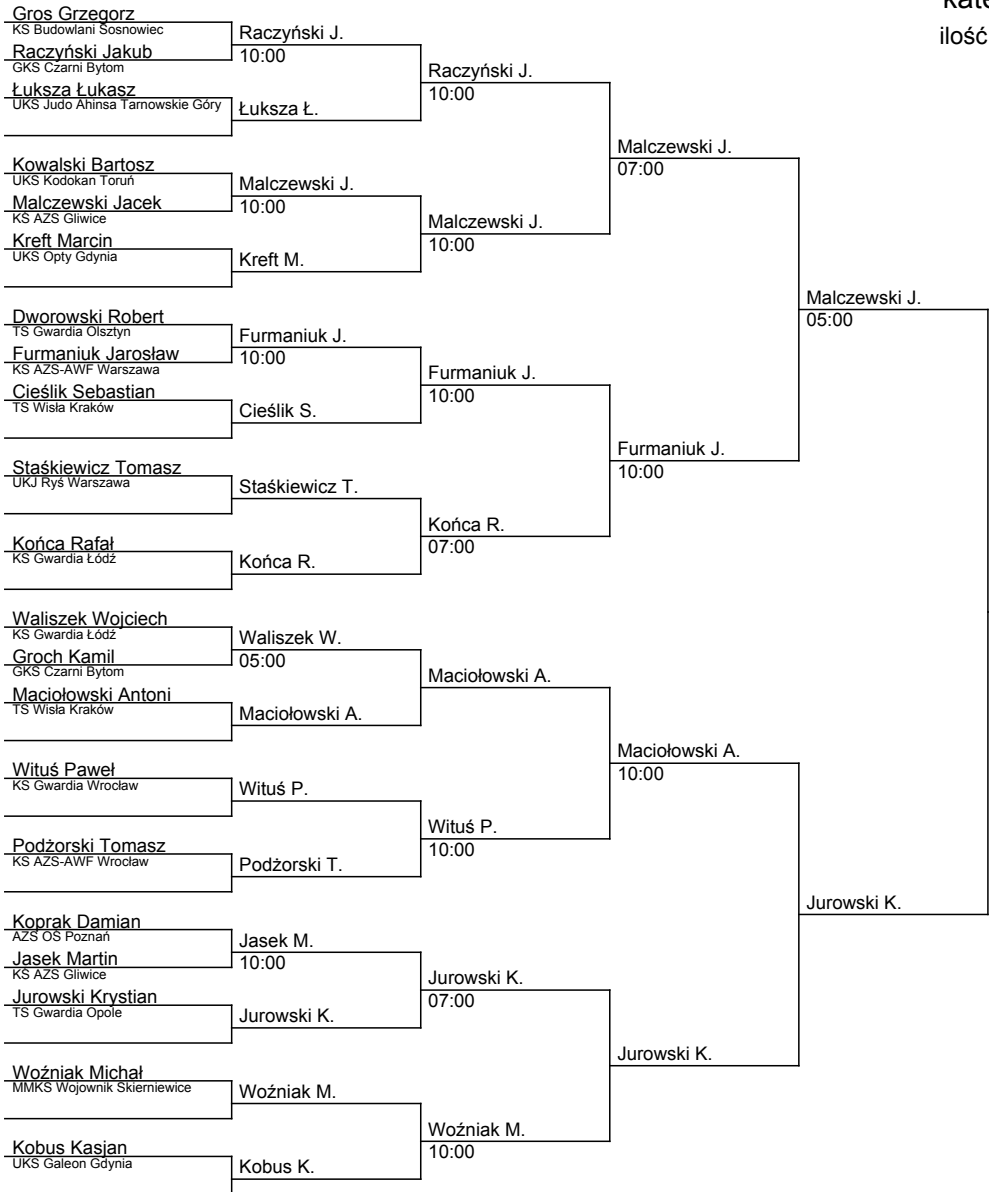 Gros Grzegorz
KS Budowlani Sosnowiec
Raczyński Jakub
GKS Czarni Bytom
Łuksza Łukasz
UKS Judo Ahinsa Tarnowskie Góry
Kowalski Bartosz
UKS Kodokan Toruń
Malczewski Jacek
KS AZS Gliwice
Kreft Marcin
UKS Opty Gdynia
Dworowski Robert
TS Gwardia Olsztyn
Furmaniuk Jarosław
KS AZS-AWF Warszawa
Cieślik Sebastian
TS Wisła Kraków
Staśkiewicz Tomasz
UKJ Ryś Warszawa
Końca Rafał
KS Gwardia Łódź
Waliszek Wojciech
KS Gwardia Łódź
Groch Kamil
GKS Czarni Bytom
Maciołowski Antoni
TS Wisła Kraków
Wituś Paweł
KS Gwardia Wrocław
Podżorski Tomasz
KS AZS-AWF Wrocław
Koprak Damian
AZS OŚ Poznań
Jasek Martin
KS AZS Gliwice
Jurowski Krystian
TS Gwardia Opole
Woźniak Michał
MMKS Wojownik Skierniewice
Kobus Kasjan
UKS Galeon Gdynia
Raczyński J.
10:00
Łuksza Ł.
Malczewski J.
10:00
Kreft M.
Furmaniuk J.
10:00
Cieślik S.
Staśkiewicz T.
Końca R.
Waliszek W.
05:00
Maciołowski A.
Wituś P.
Podżorski T.
Jasek M.
10:00
Jurowski K.
Woźniak M.
Kobus K.
Raczyński J.
10:00
Malczewski J.
10:00
Furmaniuk J.
10:00
Końca R.
07:00
Maciołowski A.
Wituś P.
10:00
Jurowski K.
07:00
Woźniak M.
10:00
Malczewski J.
07:00
Furmaniuk J.
10:00
Maciołowski A.
10:00
Jurowski K.
Malczewski J.
05:00
Jurowski K.
ilość